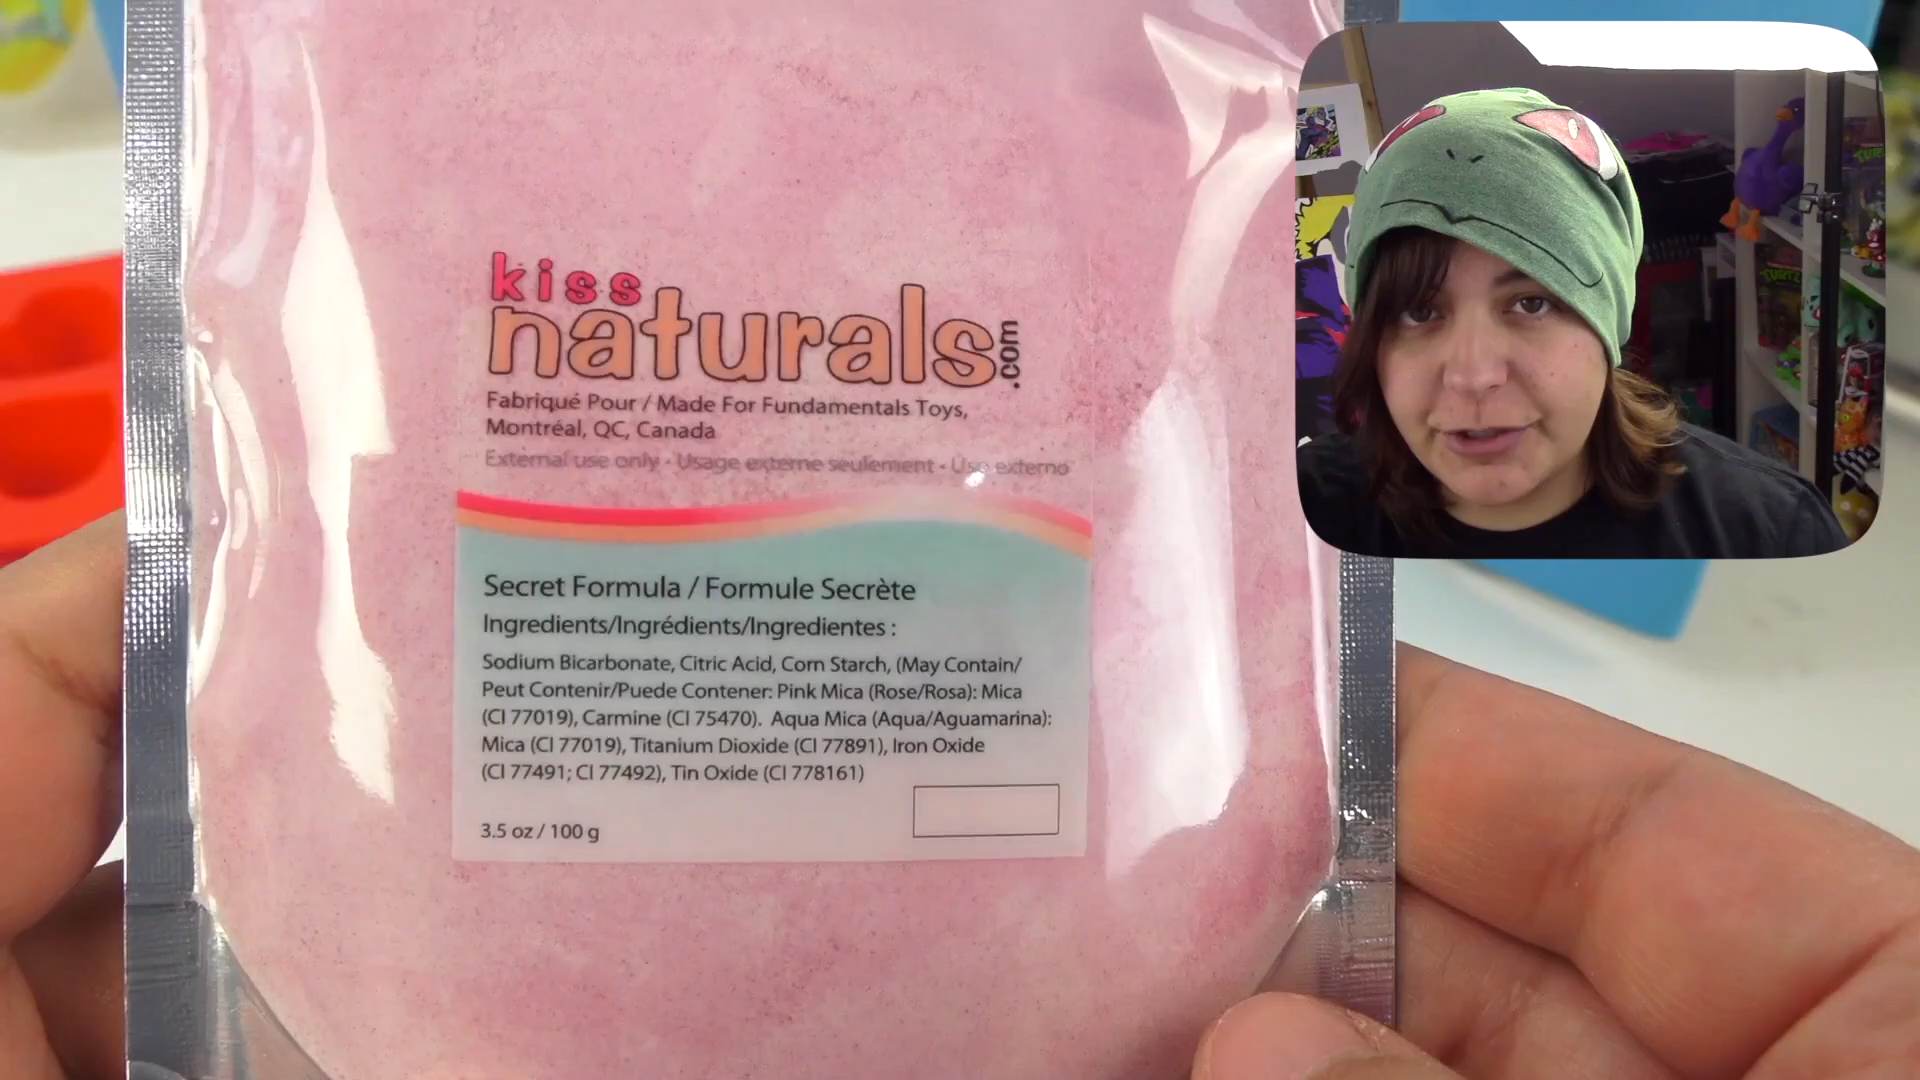 kiss
naturals.com
Fabriqué Pour / Made For Fundamentals Toys,
Montréal, QC, Canada
External use only • Usage externe seulement • Uso externo
Secret Formula / Formule Secrète
Ingredients/Ingrédients/Ingredientes :
Sodium Bicarbonate, Citric Acid, Corn Starch, (May Contain/
Peut Contenir/Puede Contener: Pink Mica (Rose/Rosa): Mica
(CI 77019), Carmine (CI 75470). Aqua Mica (Aqua/Aguamarina):
Mica (CI 77019), Titanium Dioxide (CI 77891), Iron Oxide
(CI 77491; CI 77492), Tin Oxide (CI 778161)
3.5 oz / 100 g